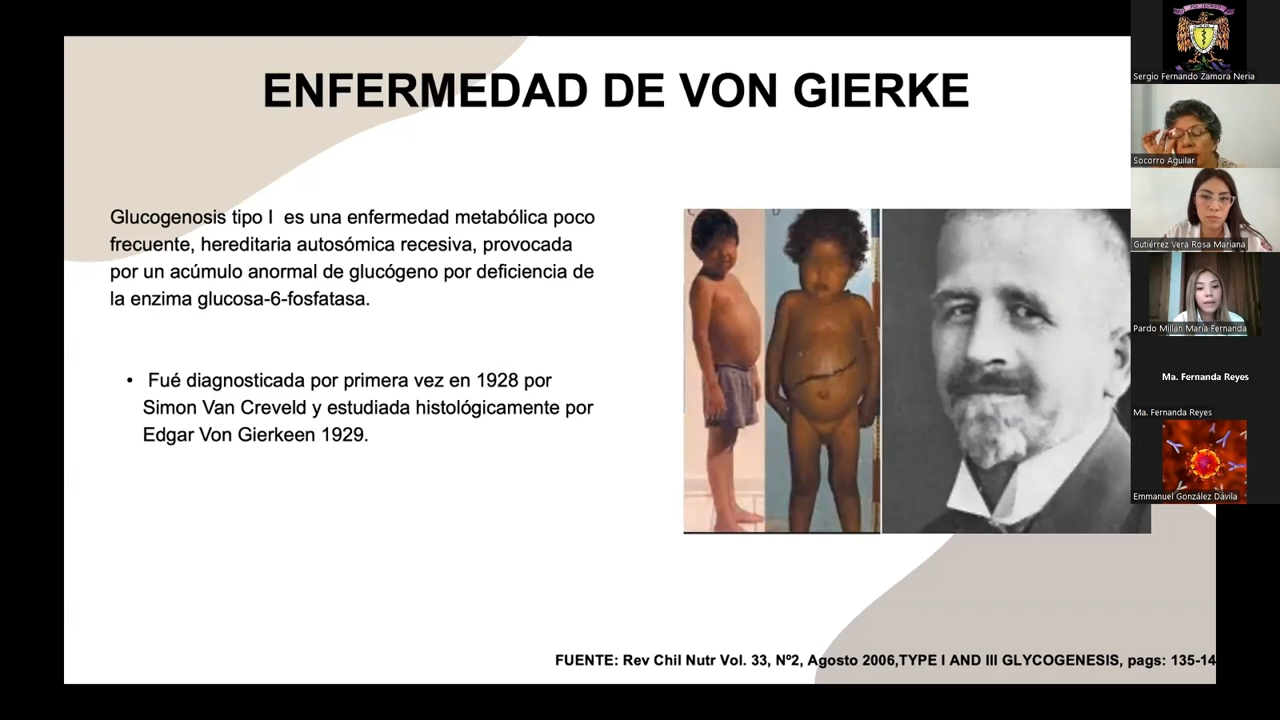 ENFERMEDAD DE VON GIERKE
Glucogenosis tipo I es una enfermedad metabólica poco
frecuente, hereditaria autosómica recesiva, provocada
por un acúmulo anormal de glucógeno por deficiencia de
la enzima glucosa-6-fosfatasa.
• Fué diagnosticada por primera vez en 1928 por
Simon Van Creveld y estudiada histológicamente por
Edgar Von Gierkeen 1929.
C
D
FUENTE: Rev Chil Nutr Vol. 33, Nº2, Agosto 2006,TYPE I AND III GLYCOGENESIS, pags: 135-14
Sergio Fernando Zamora Neria
Socorro Aguilar
Gutiérrez Vera Rosa Mariana
Pardo Millán María Fernanda
Ma. Fernanda Reyes
Ma. Fernanda Reyes
Emmanuel González Dávila